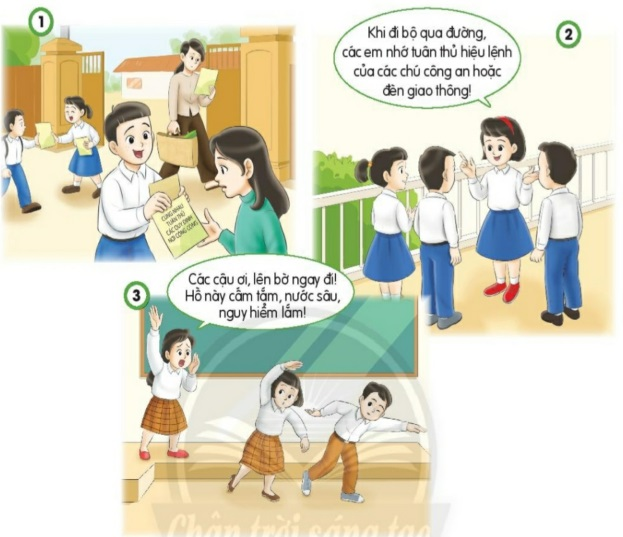 1
CÙNG NHAU
TUÂN THỦ
CÁC QUY ĐỊNH
NƠI CÔNG CỘNG
2
Khi đi bộ qua đường,
các em nhớ tuân thủ hiệu lệnh
của các chú công an hoặc
đèn giao thông!
3
Các cậu ơi, lên bờ ngay đi!
Hồ này cấm tắm, nước sâu,
nguy hiểm lắm!
Chân trời sáng tạo